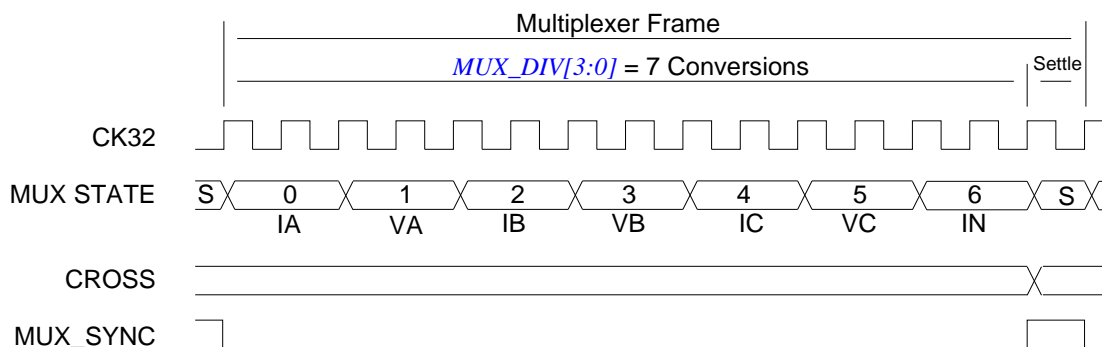 Multiplexer Frame
MUX_DIV[3:0] = 7 Conversions
Settle
CK32
MUX STATE
S 0 1 2 3 4 5 6 S
IA VA IB VB IC VC IN
CROSS
MUX_SYNC